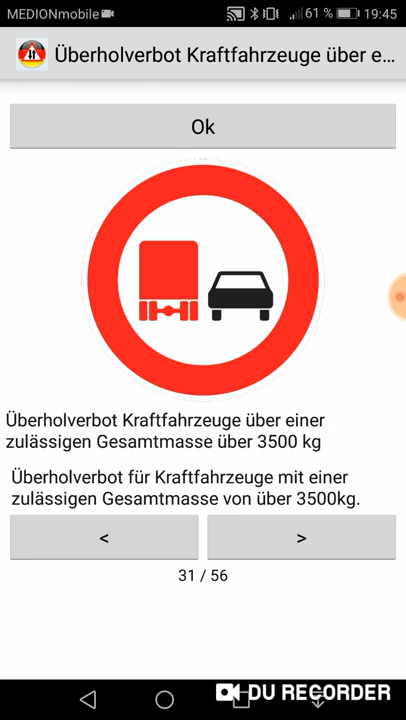 MEDIONmobile 61 % 19:45
Überholverbot Kraftfahrzeuge über e...
Ok
Überholverbot Kraftfahrzeuge über einer
zulässigen Gesamtmasse über 3500 kg
Überholverbot für Kraftfahrzeuge mit einer
zulässigen Gesamtmasse von über 3500kg.
< >
31 / 56
DU RECORDER